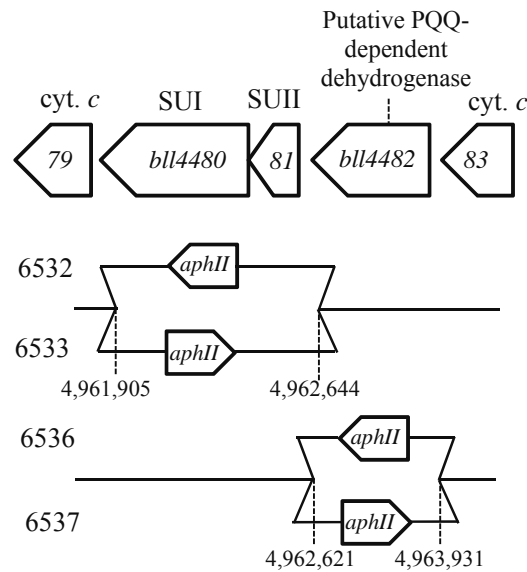 Putative PQQ-
dependent
dehydrogenase
cyt. c
SUI
SUII
cyt. c
79
bll4480
81
bll4482
83
6532
aphII
6533
aphII
4,961,905
4,962,644
6536
aphII
6537
aphII
4,962,621
4,963,931